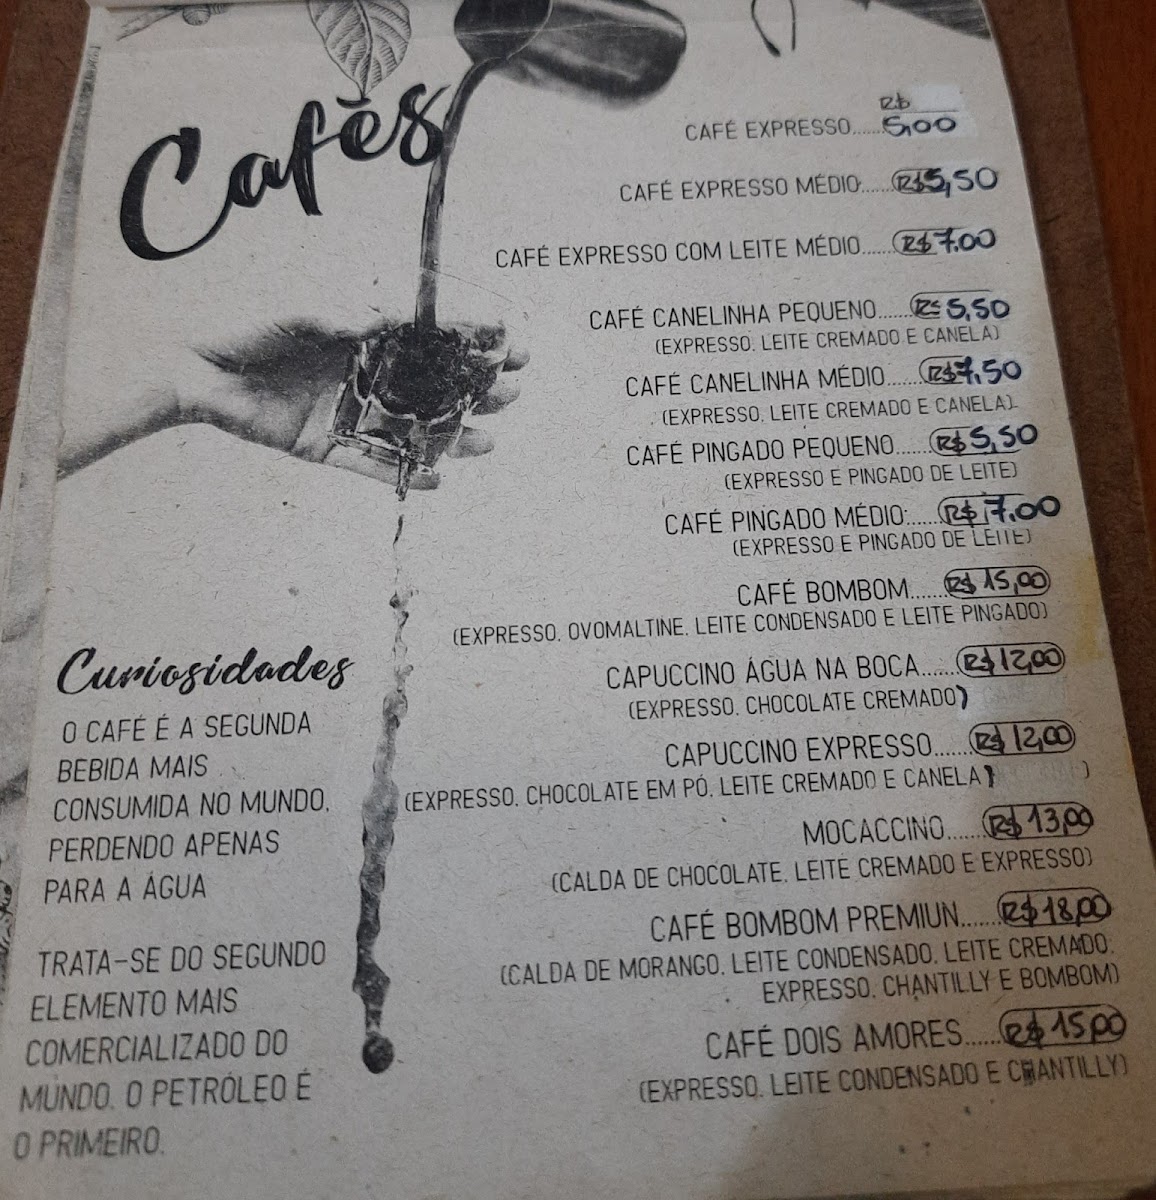 Cafés
R$
CAFÉ EXPRESSO......5,00
CAFÉ EXPRESSO MÉDIO......R$5,50
CAFÉ EXPRESSO COM LEITE MÉDIO......R$7.00
CAFÉ CANELINHA PEQUENO......R$ 5,50
(EXPRESSO, LEITE CREMADO E CANELA)
CAFÉ CANELINHA MÉDIO......R$7,50
(EXPRESSO, LEITE CREMADO E CANELA)
CAFÉ PINGADO PEQUENO......R$5,50
(EXPRESSO E PINGADO DE LEITE)
CAFÉ PINGADO MÉDIO......R$ 7.00
(EXPRESSO E PINGADO DE LEITE)
CAFÉ BOMBOM......R$ 15,00
(EXPRESSO, OVOMALTINE, LEITE CONDENSADO E LEITE PINGADO)
CAPUCCINO ÁGUA NA BOCA......R$12,00
(EXPRESSO, CHOCOLATE CREMADO)
CAPUCCINO EXPRESSO......R$ 12,00
(EXPRESSO, CHOCOLATE EM PÓ, LEITE CREMADO E CANELA) )
MOCACCINO......R$ 13,00
(CALDA DE CHOCOLATE, LEITE CREMADO E EXPRESSO)
CAFÉ BOMBOM PREMIUN......R$18,00
(CALDA DE MORANGO, LEITE CONDENSADO, LEITE CREMADO,
EXPRESSO, CHANTILLY E BOMBOM)
CAFÉ DOIS AMORES......R$15,00
(EXPRESSO, LEITE CONDENSADO E CHANTILLY)
Curiosidades
O CAFÉ É A SEGUNDA
BEBIDA MAIS
CONSUMIDA NO MUNDO,
PERDENDO APENAS
PARA A ÁGUA
TRATA-SE DO SEGUNDO
ELEMENTO MAIS
COMERCIALIZADO DO
MUNDO. O PETRÓLEO É
O PRIMEIRO.